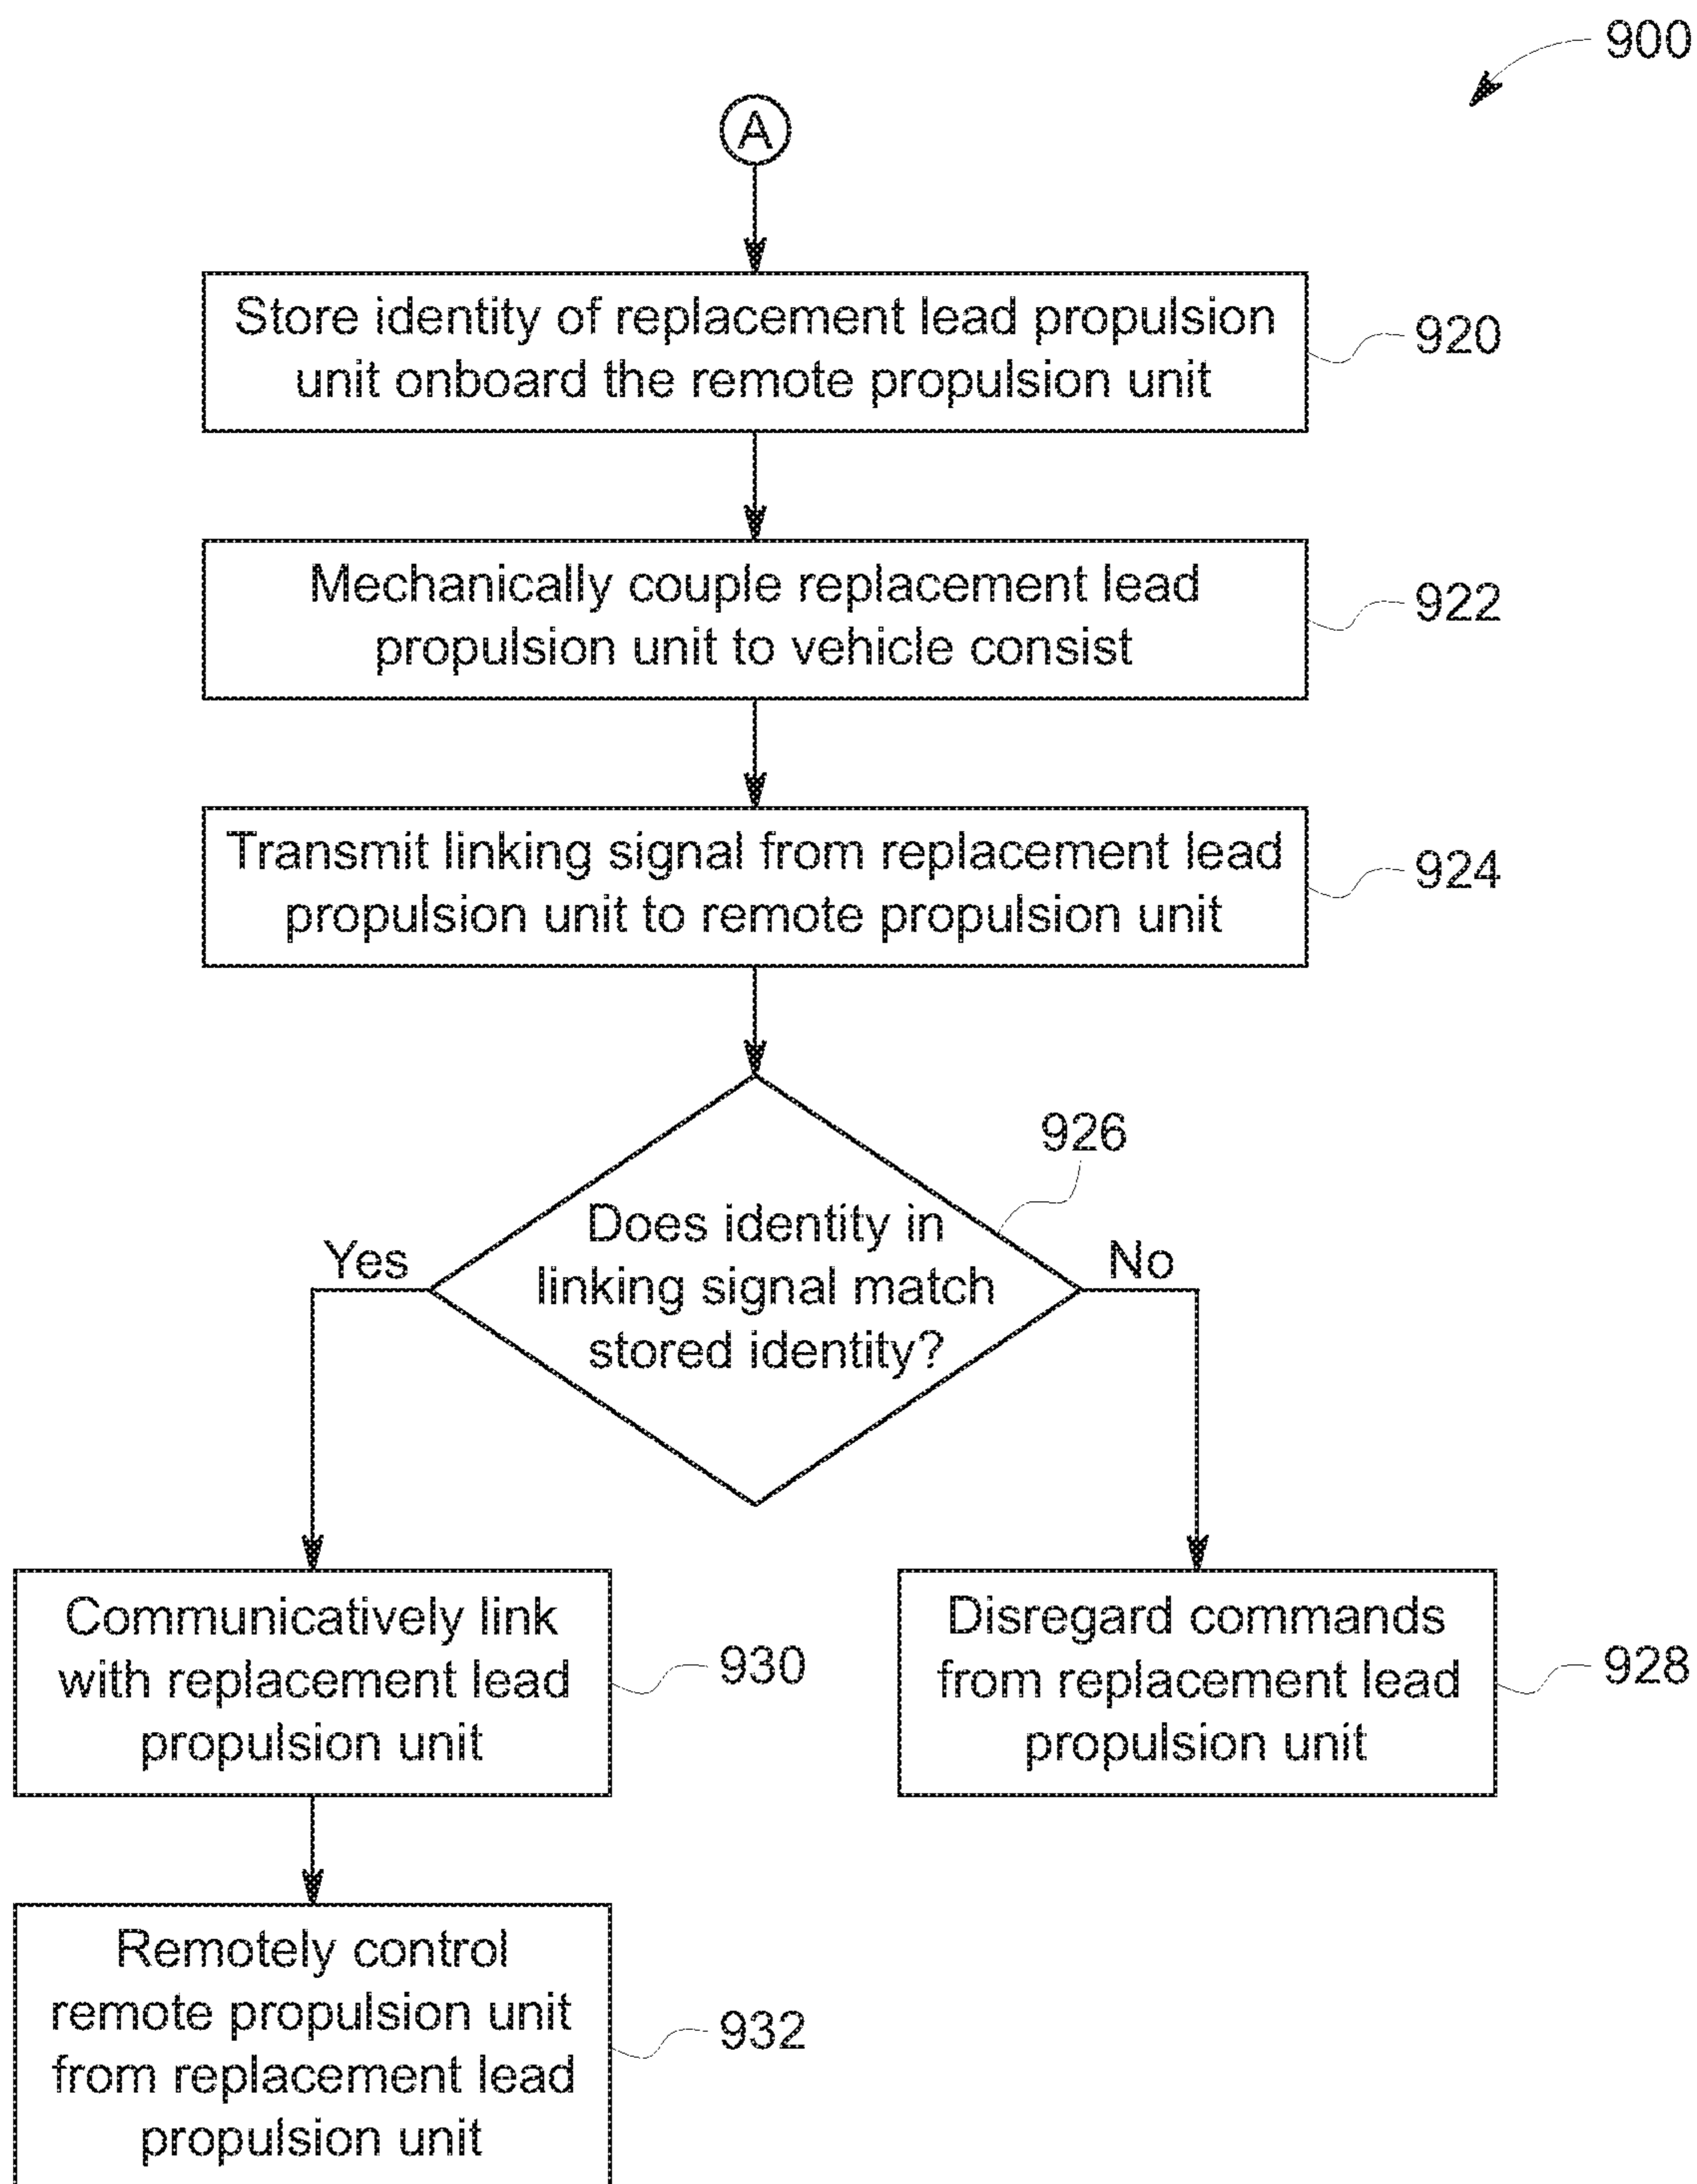 900
A
Store identity of replacement lead propulsion
unit onboard the remote propulsion unit
920
Mechanically couple replacement lead
propulsion unit to vehicle consist
922
Transmit linking signal from replacement lead
propulsion unit to remote propulsion unit
924
926
Does identity in
linking signal match
stored identity?
Yes
No
Communicatively link
with replacement lead
propulsion unit
930
Disregard commands
from replacement lead
propulsion unit
928
Remotely control
remote propulsion unit
from replacement lead
propulsion unit
932